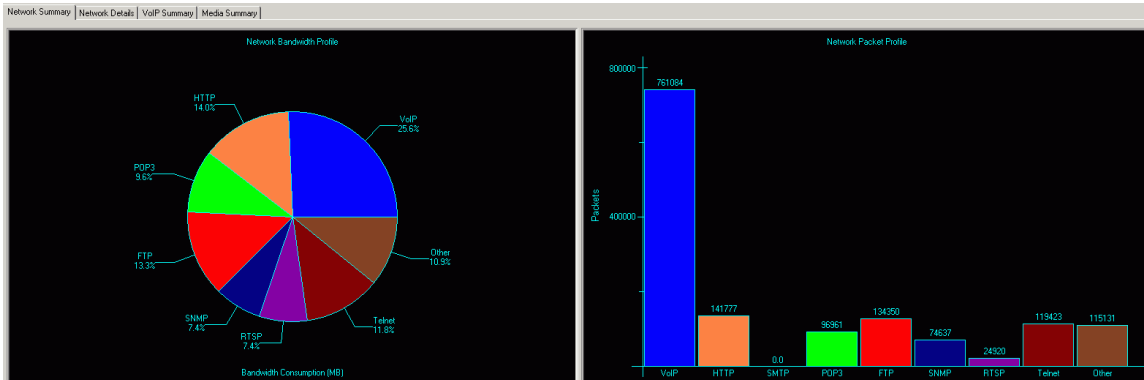 Network Summary
Network Details
VoIP Summary
Media Summary
Network Bandwidth Profile
HTTP
14.0%
VoIP
25.6%
POP3
9.6%
FTP
13.3%
Other
10.9%
SNMP
7.4%
RTSP
7.4%
Telnet
11.8%
Bandwidth Consumption (MB)
Network Packet Profile
800000
400000
Packets
761084
141777
0.0
96961
134350
74637
24920
119423
115131
VoIP
HTTP
SMTP
POP3
FTP
SNMP
RTSP
Telnet
Other